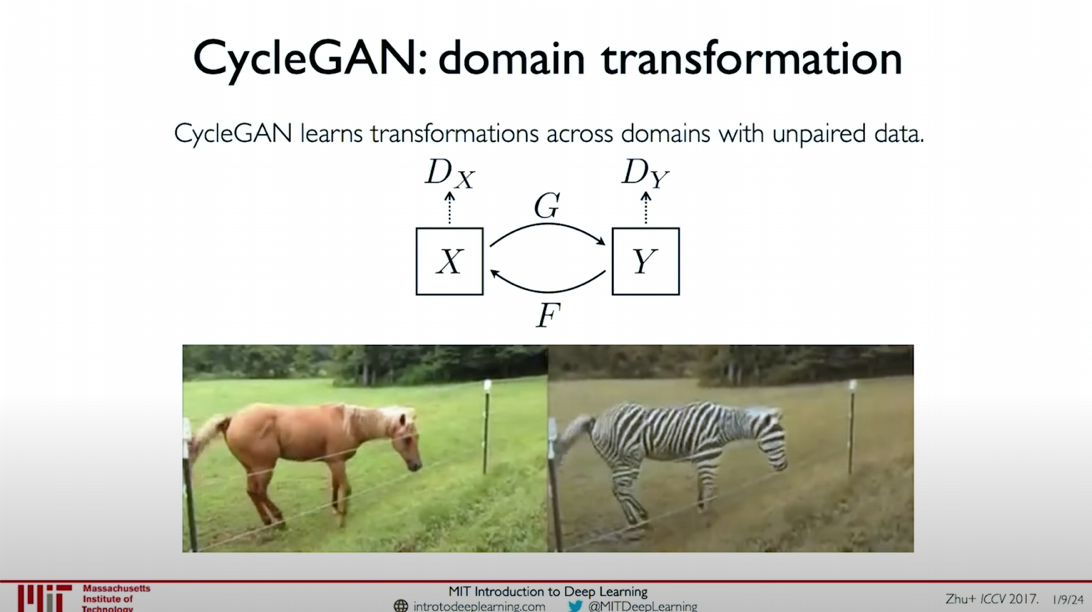 CycleGAN: domain transformation
CycleGAN learns transformations across domains with unpaired data.
D_X
D_Y
G
X
Y
F
Massachusetts
Institute of
Technology
MIT Introduction to Deep Learning
introtodeeplearning.com @MITDeepLearning
Zhu+ ICCV 2017. 1/9/24